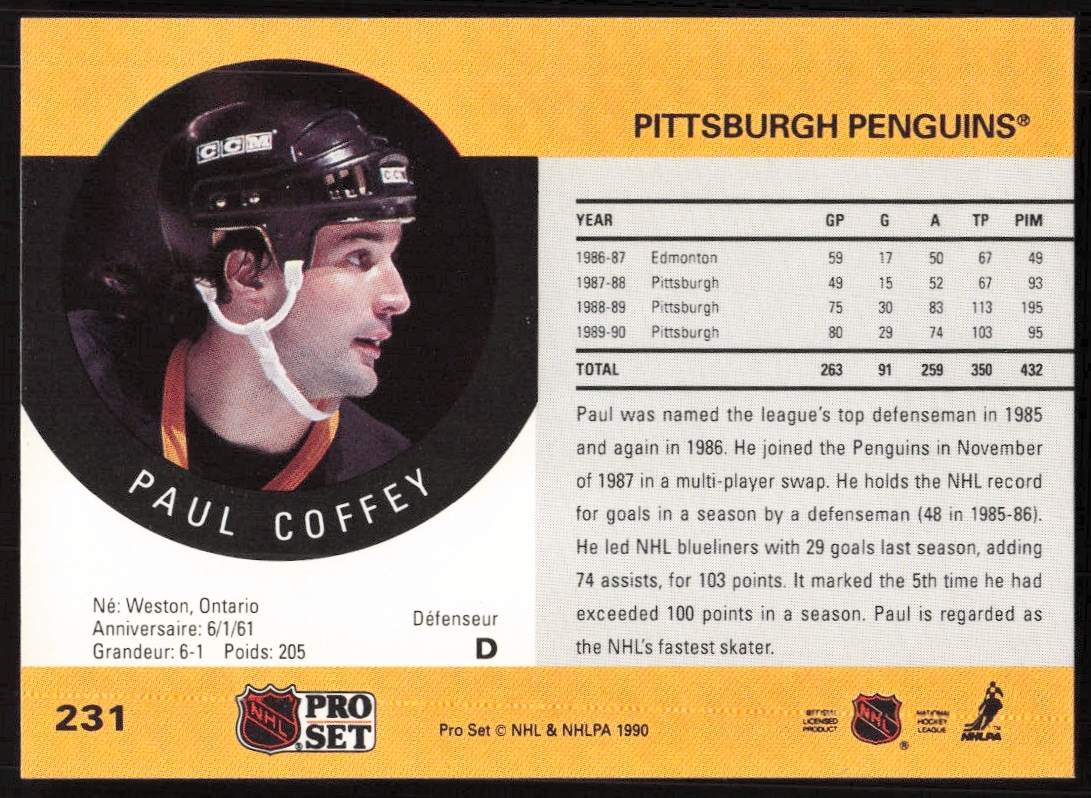 PITTSBURGH PENGUINS®
CCM
CCM
PAUL COFFEY
YEAR GP G A TP PIM
1986-87 Edmonton 59 17 50 67 49
1987-88 Pittsburgh 49 15 52 67 93
1988-89 Pittsburgh 75 30 83 113 195
1989-90 Pittsburgh 80 29 74 103 95
TOTAL 263 91 259 350 432
Paul was named the league's top defenseman in 1985
and again in 1986. He joined the Penguins in November
of 1987 in a multi-player swap. He holds the NHL record
for goals in a season by a defenseman (48 in 1985-86).
He led NHL blueliners with 29 goals last season, adding
74 assists, for 103 points. It marked the 5th time he had
exceeded 100 points in a season. Paul is regarded as
the NHL's fastest skater.
Né: Weston, Ontario
Anniversaire: 6/1/61
Grandeur: 6-1 Poids: 205
Défenseur
D
231
NHL
PRO
SET
Pro Set © NHL & NHLPA 1990
OFFICIAL
LICENSED
PRODUCT
NHL
®
NATIONAL
HOCKEY
LEAGUE
NHLPA